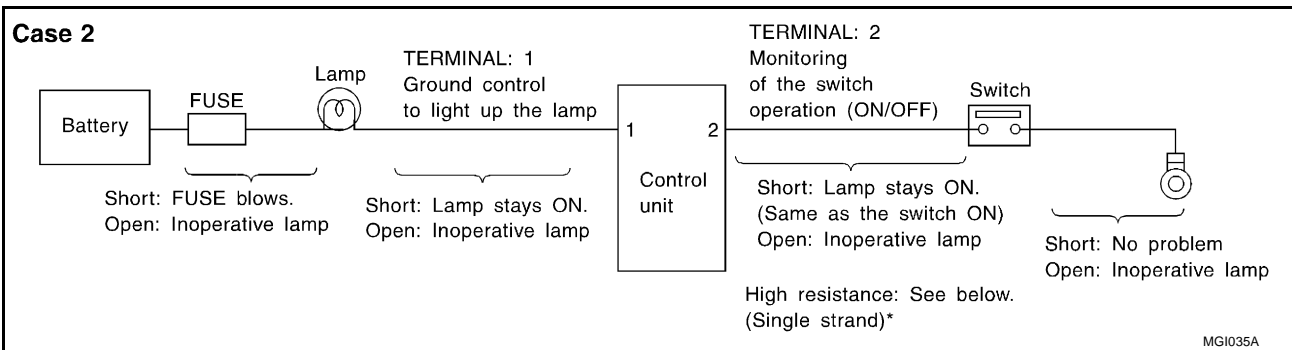 Case 2
Battery
FUSE
Lamp
TERMINAL: 1
Ground control
to light up the lamp
TERMINAL: 2
Monitoring
of the switch
operation (ON/OFF)
Switch
1
2
Control
unit
Short: FUSE blows.
Open: Inoperative lamp
Short: Lamp stays ON.
Open: Inoperative lamp
Short: Lamp stays ON.
(Same as the switch ON)
Open: Inoperative lamp
Short: No problem
Open: Inoperative lamp
High resistance: See below.
(Single strand)*
MGI035A